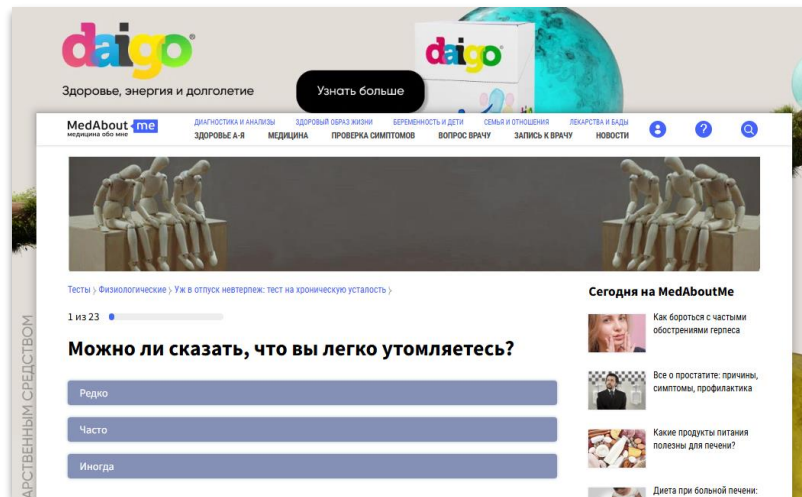 daigo®
Здоровье, энергия и долголетие
Узнать больше
daigo
MedAbout me
медицина обо мне
ДИАГНОСТИКА И АНАЛИЗЫ ЗДОРОВЫЙ ОБРАЗ ЖИЗНИ БЕРЕМЕННОСТЬ И ДЕТИ СЕМЬЯ И ОТНОШЕНИЯ ЛЕКАРСТВА И БАДЫ
ЗДОРОВЬЕ А-Я МЕДИЦИНА ПРОВЕРКА СИМПТОМОВ ВОПРОС ВРАЧУ ЗАПИСЬ К ВРАЧУ НОВОСТИ
Тесты > Физиологические > Уж в отпуск невтерпеж: тест на хроническую усталость >
1 из 23
Можно ли сказать, что вы легко утомляетесь?
Редко
Часто
Иногда
Сегодня на MedAboutMe
Как бороться с частыми
обострениями герпеса
Все о простатите: причины,
симптомы, профилактика
Какие продукты питания
полезны для печени?
Диета при больной печени:
СРЕДСТВОМ